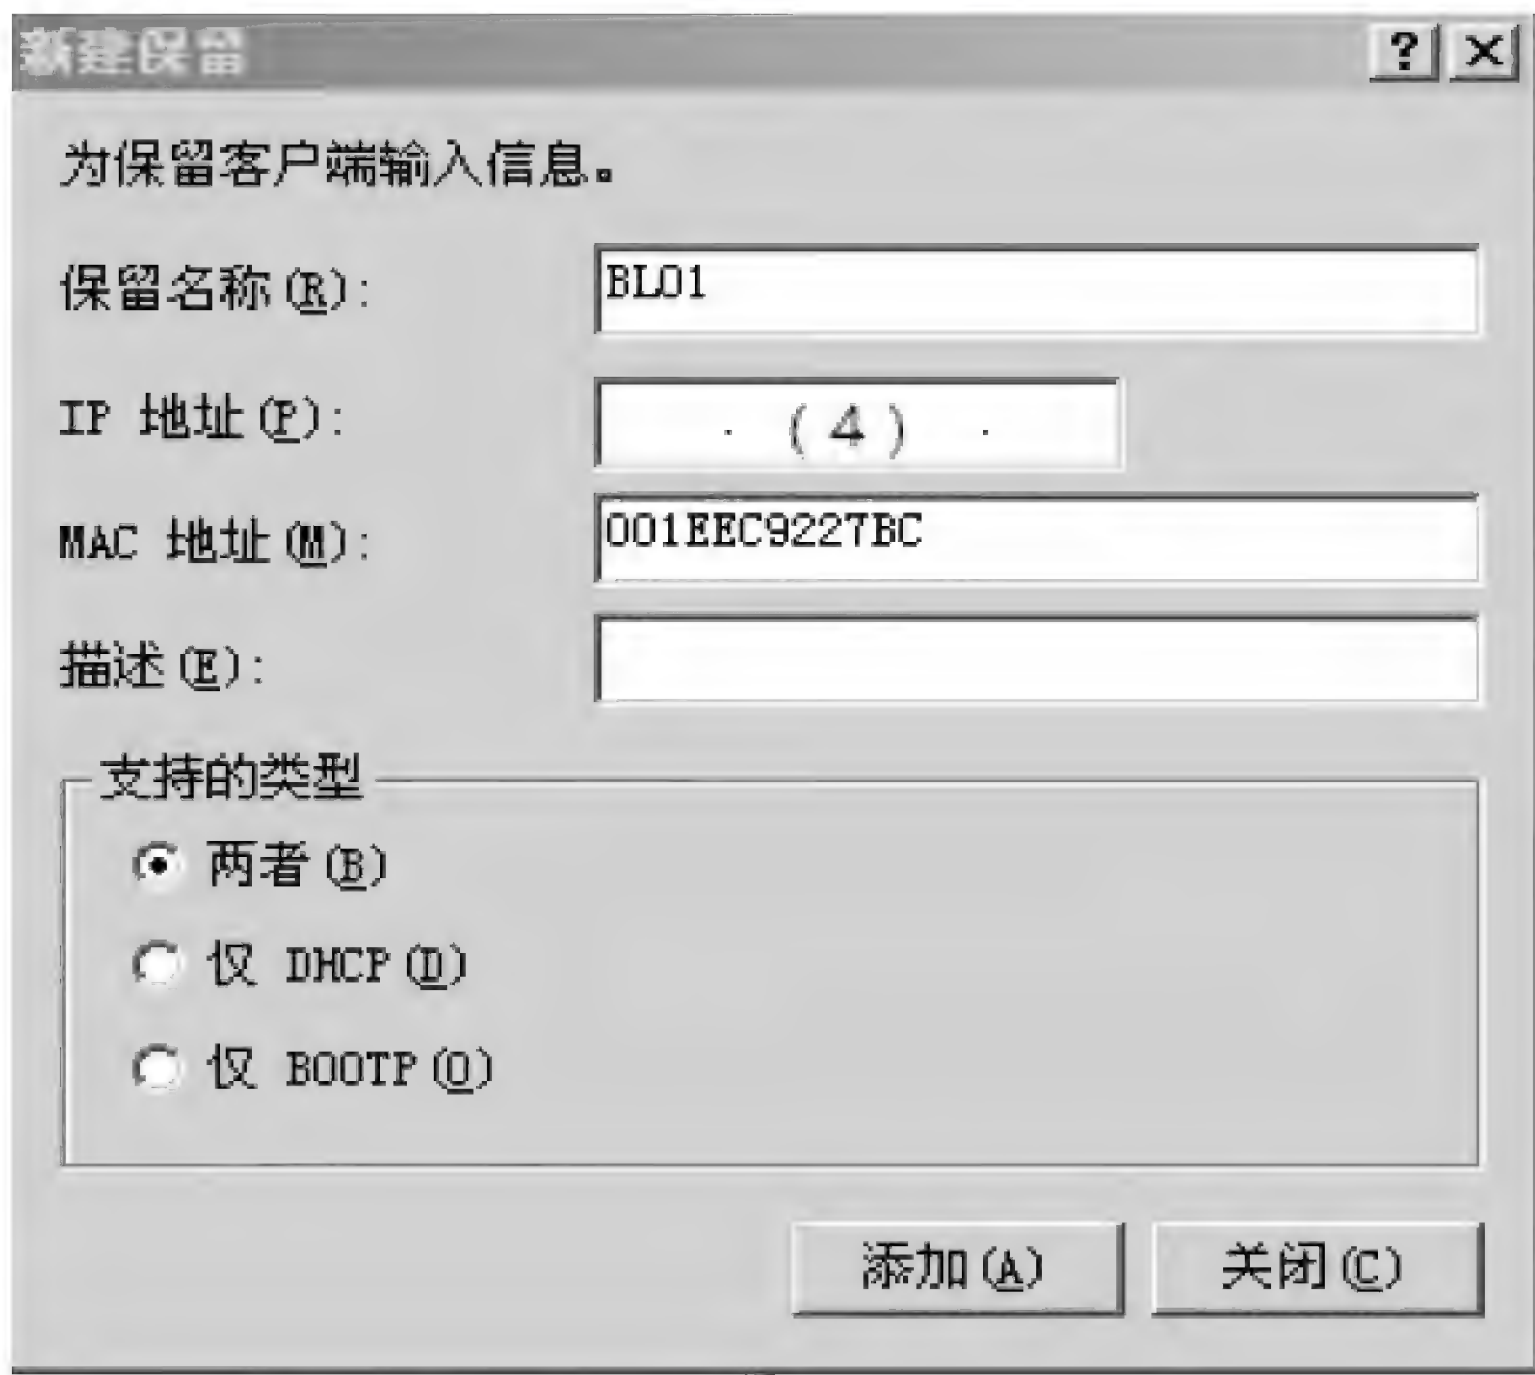 新建保留
为保留客户端输入信息。
保留名称(R): BL01
IP 地址(P): . (4) .
MAC 地址(M): 001EEC9227BC
描述(E):
支持的类型
两者(B)
仅 DHCP(D)
仅 BOOTP(O)
添加(A) 关闭(C)